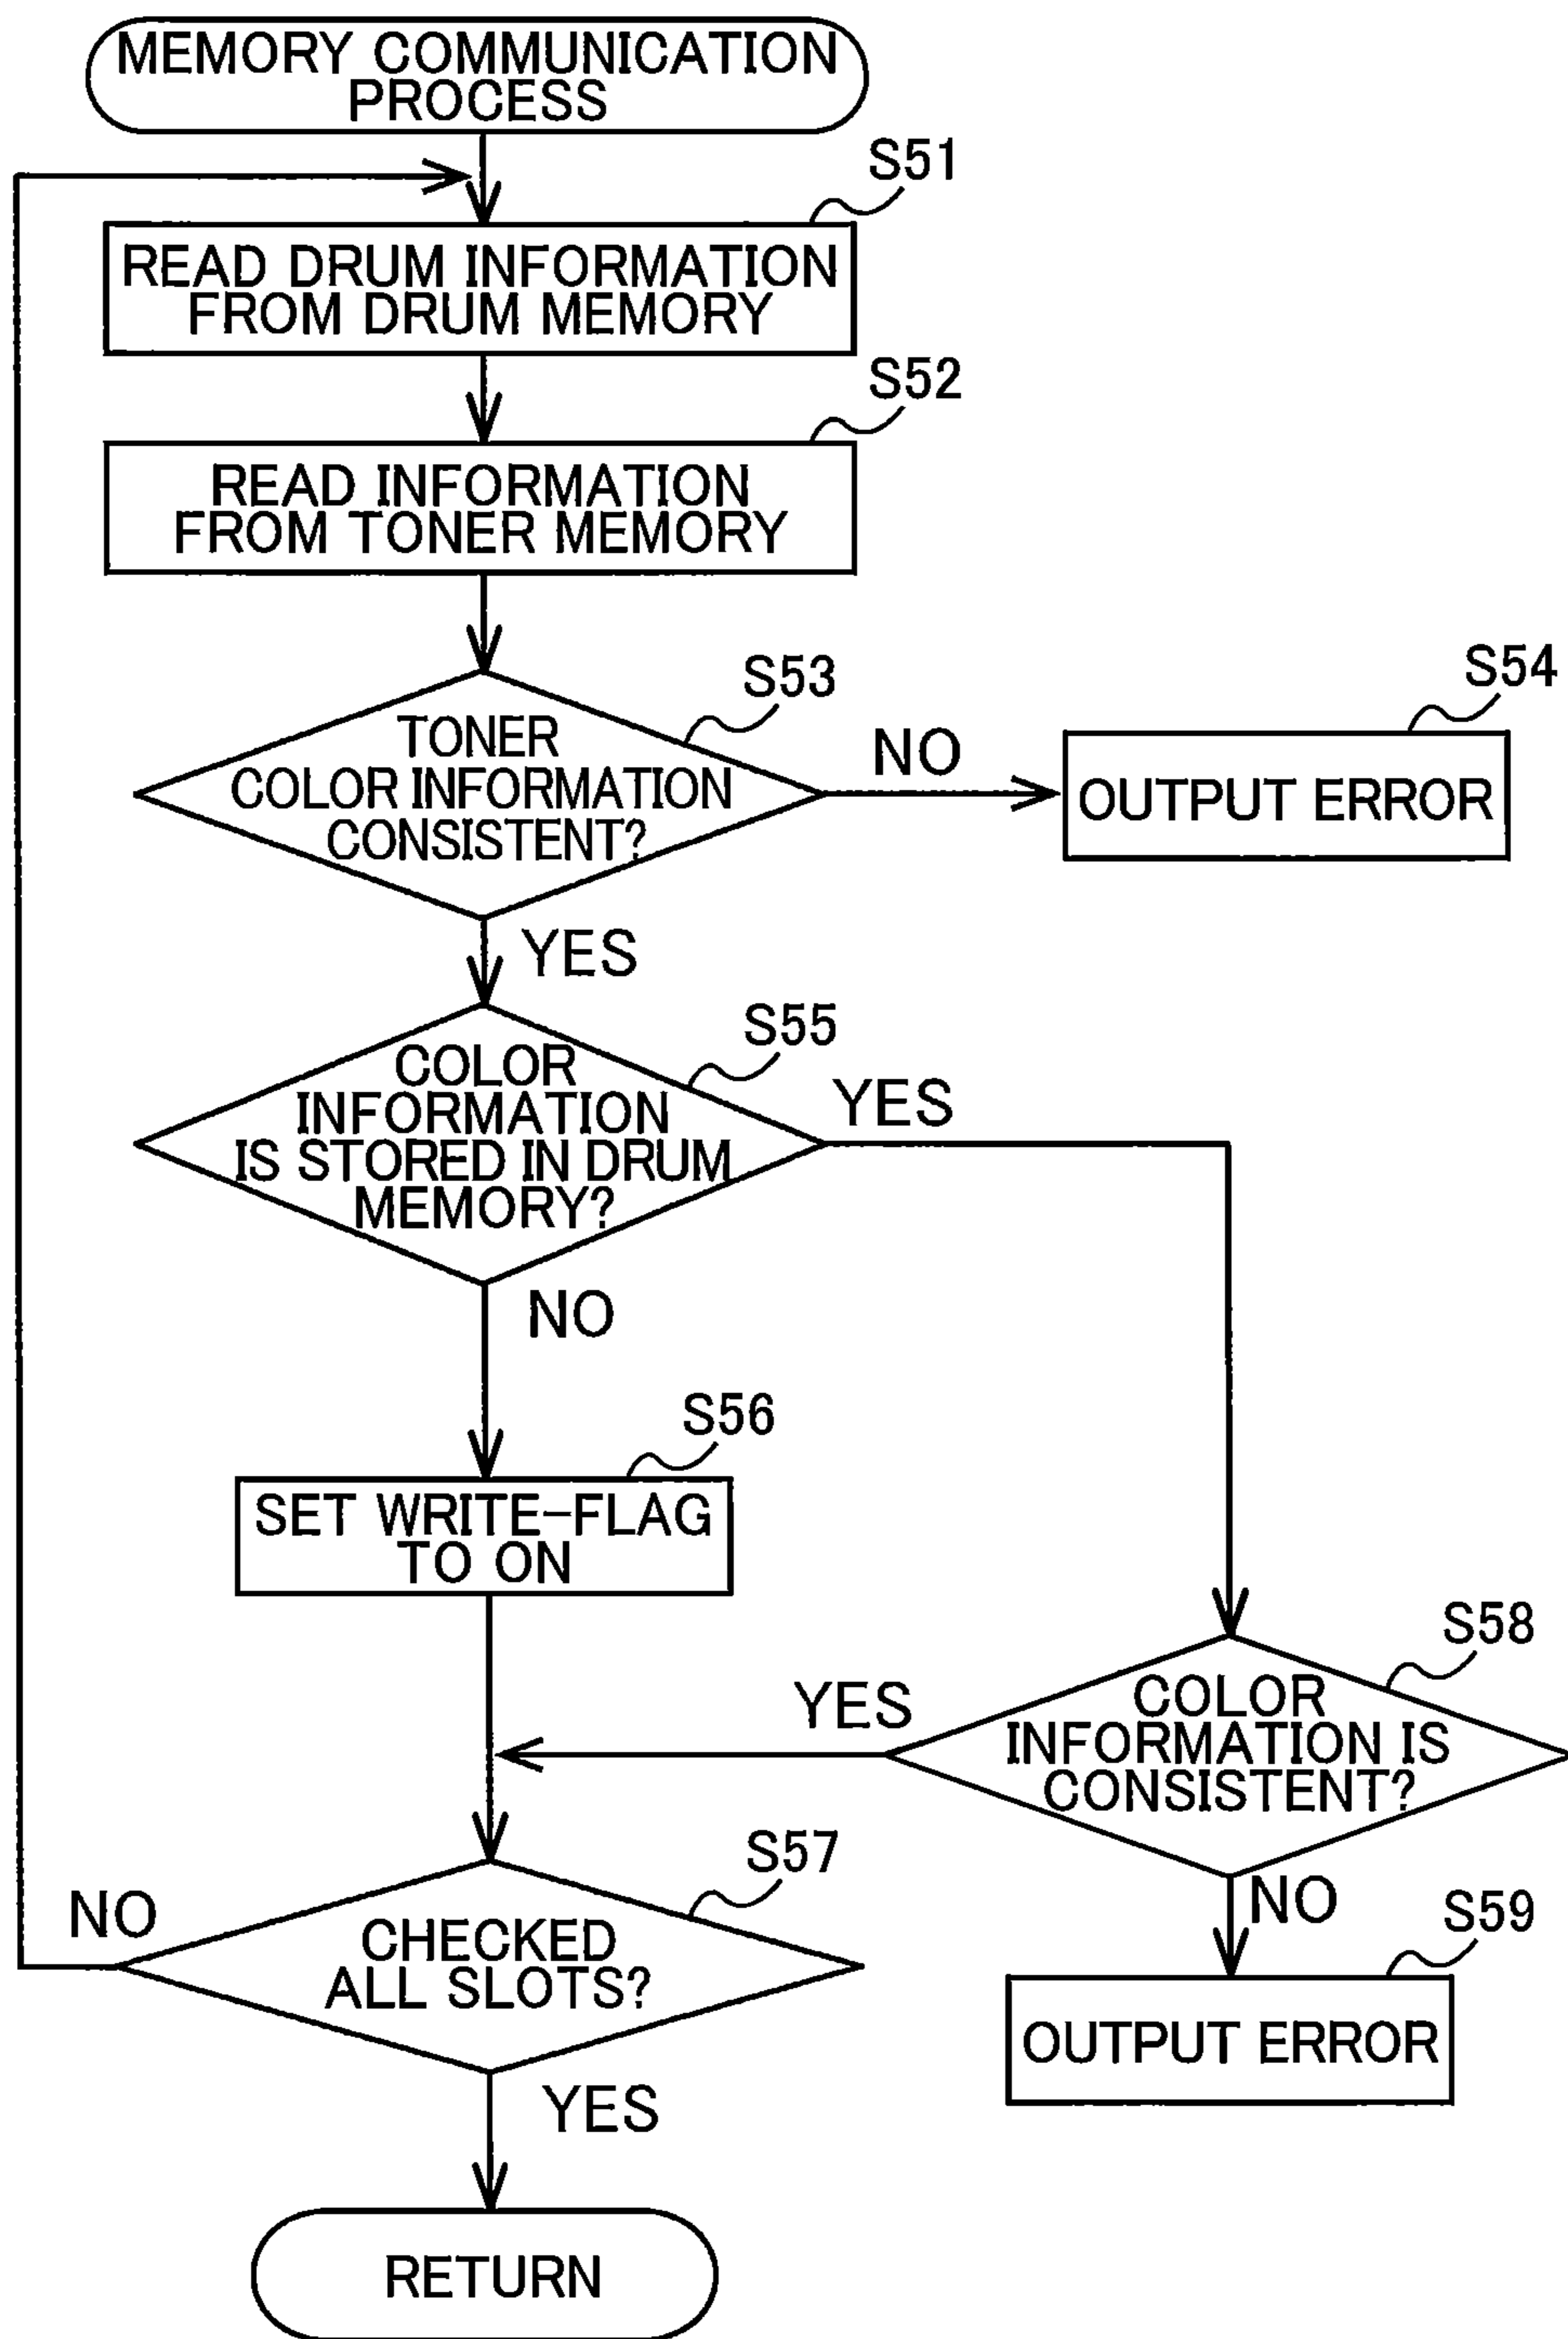 MEMORY COMMUNICATION
PROCESS
S51
READ DRUM INFORMATION
FROM DRUM MEMORY
S52
READ INFORMATION
FROM TONER MEMORY
S53
TONER
COLOR INFORMATION
CONSISTENT?
NO
S54
OUTPUT ERROR
YES
S55
COLOR
INFORMATION
IS STORED IN DRUM
MEMORY?
YES
NO
S56
SET WRITE-FLAG
TO ON
S58
COLOR
INFORMATION IS
CONSISTENT?
YES
NO
S57
CHECKED
ALL SLOTS?
NO
S59
OUTPUT ERROR
YES
RETURN